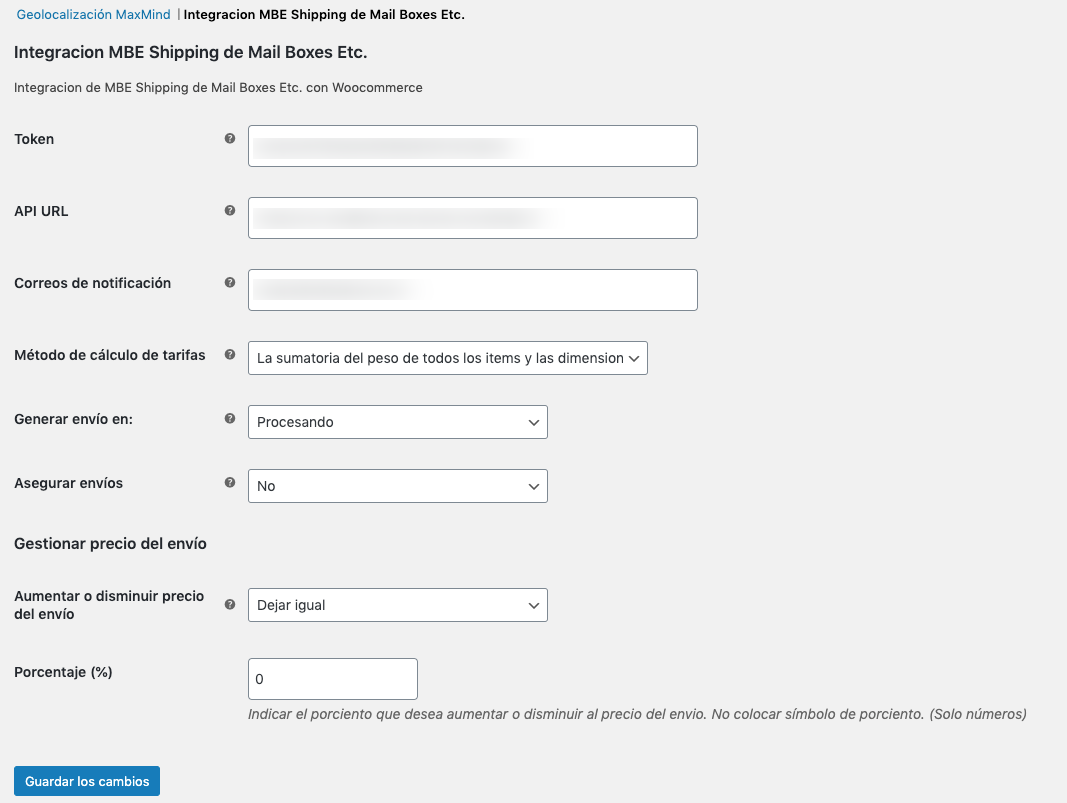 Geolocalización MaxMind | Integracion MBE Shipping de Mail Boxes Etc.
Integracion MBE Shipping de Mail Boxes Etc.
Integracion de MBE Shipping de Mail Boxes Etc. con Woocommerce
Token ?
API URL ?
Correos de notificación ?
Método de cálculo de tarifas ? La sumatoria del peso de todos los items y las dimension
Generar envío en: ? Procesando
Asegurar envíos ? No
Gestionar precio del envío
Aumentar o disminuir precio
del envío ? Dejar igual
Porcentaje (%) 0
Indicar el porciento que desea aumentar o disminuir al precio del envio. No colocar símbolo de porciento. (Solo números)
Guardar los cambios